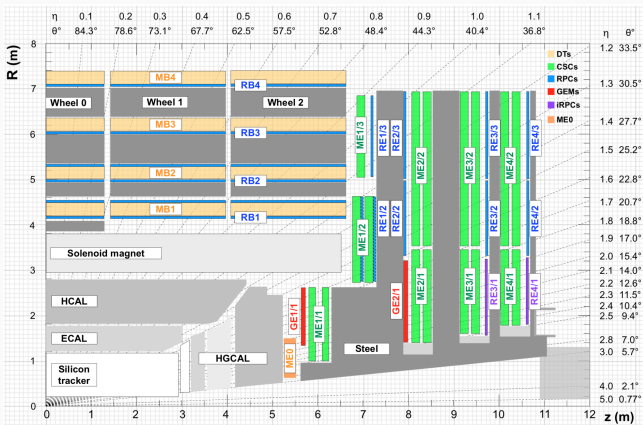 η 0.1 0.2 0.3 0.4 0.5 0.6 0.7 0.8 0.9 1.0 1.1 η θ°
θ° 84.3° 78.6° 73.1° 67.7° 62.5° 57.5° 52.8° 48.4° 44.3° 40.4° 36.8°
R (m)
8
7
6
5
4
3
2
1
0
1.2 33.5°
1.3 30.5°
1.4 27.7°
1.5 25.2°
1.6 22.8°
1.7 20.7°
1.8 18.8°
1.9 17.0°
2.0 15.4°
2.1 14.0°
2.2 12.6°
2.3 11.5°
2.4 10.4°
2.5 9.4°
2.8 7.0°
3.0 5.7°
4.0 2.1°
5.0 0.77°
DTs
CSCs
RPCs
GEMs
iRPCs
ME0
MB4
RB4
Wheel 0 Wheel 1 Wheel 2
MB3
RB3
MB2
RB2
MB1
RB1
Solenoid magnet
HCAL
ECAL
HGCAL
Silicon
tracker
Steel
ME0
GE1/1
ME1/1
ME1/2
ME1/3
RE1/3
RE2/3
RE1/2
RE2/2
GE2/1
ME2/2
ME2/1
ME3/2
ME3/1
RE3/3
RE3/2
RE3/1
ME4/2
ME4/1
RE4/3
RE4/2
RE4/1
0 1 2 3 4 5 6 7 8 9 10 11 12
z (m)